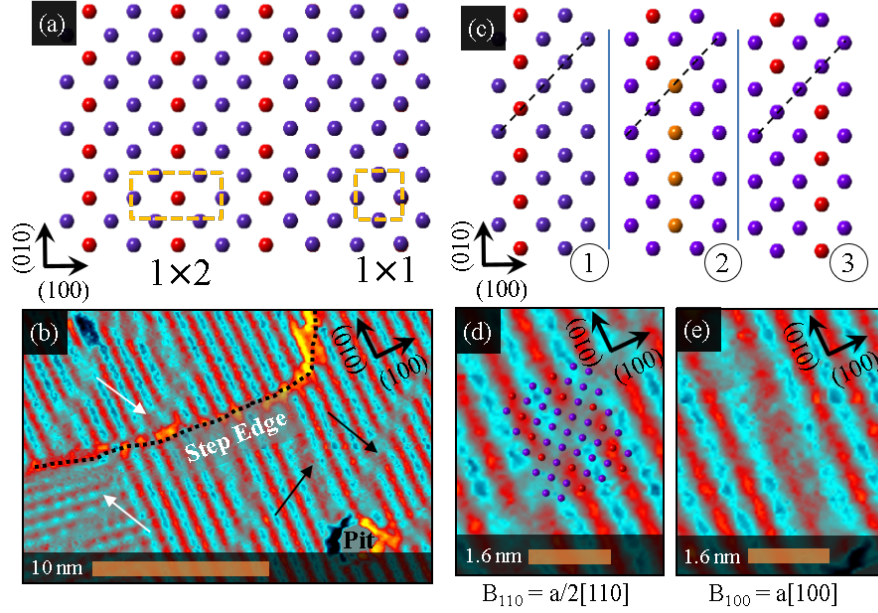 (a)
(010)
(100)
1×2
1×1
(c)
(010)
(100)
1
2
3
(b)
(010)
(100)
Step Edge
Pit
10 nm
(d)
(010)
(100)
1.6 nm
B110 = a/2[110]
(e)
(010)
(100)
1.6 nm
B100 = a[100]